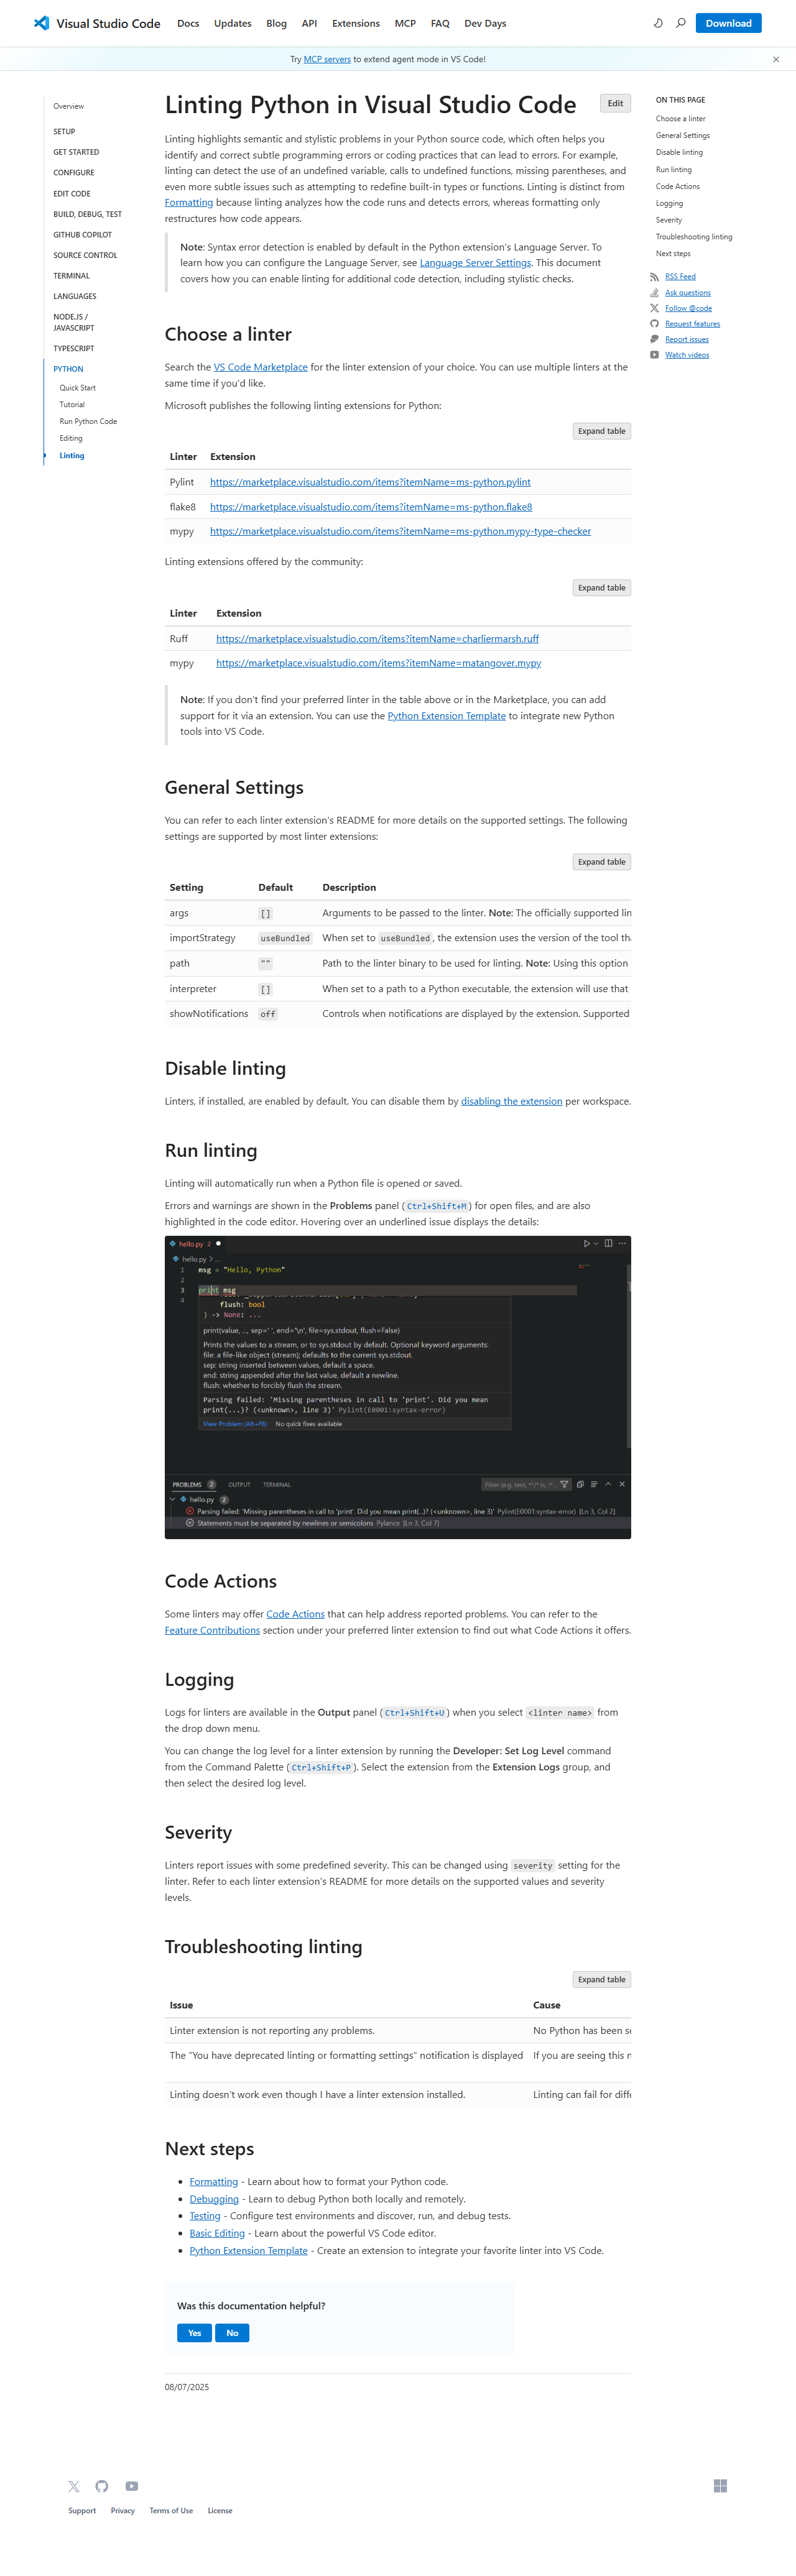 Visual Studio Code Docs Updates Blog API Extensions MCP FAQ Dev Days Download
Try MCP servers to extend agent mode in VS Code!
Overview
SETUP
GET STARTED
CONFIGURE
EDIT CODE
BUILD, DEBUG, TEST
GITHUB COPILOT
SOURCE CONTROL
TERMINAL
LANGUAGES
NODE.JS /
JAVASCRIPT
TYPESCRIPT
PYTHON
Quick Start
Tutorial
Run Python Code
Editing
Linting
Linting Python in Visual Studio Code
Edit
Linting highlights semantic and stylistic problems in your Python source code, which often helps you
identify and correct subtle programming errors or coding practices that can lead to errors. For example,
linting can detect the use of an undefined variable, calls to undefined functions, missing parentheses, and
even more subtle issues such as attempting to redefine built-in types or functions. Linting is distinct from
Formatting because linting analyzes how the code runs and detects errors, whereas formatting only
restructures how code appears.
Note: Syntax error detection is enabled by default in the Python extension's Language Server. To
learn how you can configure the Language Server, see Language Server Settings. This document
covers how you can enable linting for additional code detection, including stylistic checks.
Choose a linter
Search the VS Code Marketplace for the linter extension of your choice. You can use multiple linters at the
same time if you'd like.
Microsoft publishes the following linting extensions for Python:
Expand table
Linter Extension
Pylint https://marketplace.visualstudio.com/items?itemName=ms-python.pylint
flake8 https://marketplace.visualstudio.com/items?itemName=ms-python.flake8
mypy https://marketplace.visualstudio.com/items?itemName=ms-python.mypy-type-checker
Linting extensions offered by the community:
Expand table
Linter Extension
Ruff https://marketplace.visualstudio.com/items?itemName=charliermarsh.ruff
mypy https://marketplace.visualstudio.com/items?itemName=matangover.mypy
Note: If you don't find your preferred linter in the table above or in the Marketplace, you can add
support for it via an extension. You can use the Python Extension Template to integrate new Python
tools into VS Code.
General Settings
You can refer to each linter extension's README for more details on the supported settings. The following
settings are supported by most linter extensions:
Expand table
Setting Default Description
args [] Arguments to be passed to the linter. Note: The officially supported lin
importStrategy useBundled When set to useBundled, the extension uses the version of the tool tha
path "" Path to the linter binary to be used for linting. Note: Using this option
interpreter [] When set to a path to a Python executable, the extension will use that
showNotifications off Controls when notifications are displayed by the extension. Supported
Disable linting
Linters, if installed, are enabled by default. You can disable them by disabling the extension per workspace.
Run linting
Linting will automatically run when a Python file is opened or saved.
Errors and warnings are shown in the Problems panel (Ctrl+Shift+M) for open files, and are also
highlighted in the code editor. Hovering over an underlined issue displays the details:
hello.py 2
hello.py > ...
1 msg = "Hello, Python"
2
3 print msg
4
flush: bool
) -> None: ...
print(value, ..., sep=' ', end='\n', file=sys.stdout, flush=False)
Prints the values to a stream, or to sys.stdout by default. Optional keyword arguments:
file: a file-like object (stream); defaults to the current sys.stdout.
sep: string inserted between values, default a space.
end: string appended after the last value, default a newline.
flush: whether to forcibly flush the stream.
Parsing failed: 'Missing parentheses in call to 'print'. Did you mean
print(...)? (<unknown>, line 3)' Pylint(E0001:syntax-error)
View Problem (Alt+F8) No quick fixes available
PROBLEMS 2 OUTPUT TERMINAL Filter (e.g. text, **/*.ts, !**...
hello.py 2
Parsing failed: 'Missing parentheses in call to 'print'. Did you mean print(...)? (<unknown>, line 3)' Pylint(E0001:syntax-error) [Ln 3, Col 2]
Statements must be separated by newlines or semicolons Pylance [Ln 3, Col 7]
Code Actions
Some linters may offer Code Actions that can help address reported problems. You can refer to the
Feature Contributions section under your preferred linter extension to find out what Code Actions it offers.
Logging
Logs for linters are available in the Output panel (Ctrl+Shift+U) when you select <linter name> from
the drop down menu.
You can change the log level for a linter extension by running the Developer: Set Log Level command
from the Command Palette (Ctrl+Shift+P). Select the extension from the Extension Logs group, and
then select the desired log level.
Severity
Linters report issues with some predefined severity. This can be changed using severity setting for the
linter. Refer to each linter extension's README for more details on the supported values and severity
levels.
Troubleshooting linting
Expand table
Issue Cause
Linter extension is not reporting any problems. No Python has been se
The "You have deprecated linting or formatting settings" notification is displayed If you are seeing this n
Linting doesn't work even though I have a linter extension installed. Linting can fail for diffe
Next steps
Formatting - Learn about how to format your Python code.
Debugging - Learn to debug Python both locally and remotely.
Testing - Configure test environments and discover, run, and debug tests.
Basic Editing - Learn about the powerful VS Code editor.
Python Extension Template - Create an extension to integrate your favorite linter into VS Code.
Was this documentation helpful?
Yes No
08/07/2025
ON THIS PAGE
Choose a linter
General Settings
Disable linting
Run linting
Code Actions
Logging
Severity
Troubleshooting linting
Next steps
RSS Feed
Ask questions
Follow @code
Request features
Report issues
Watch videos
Support Privacy Terms of Use License